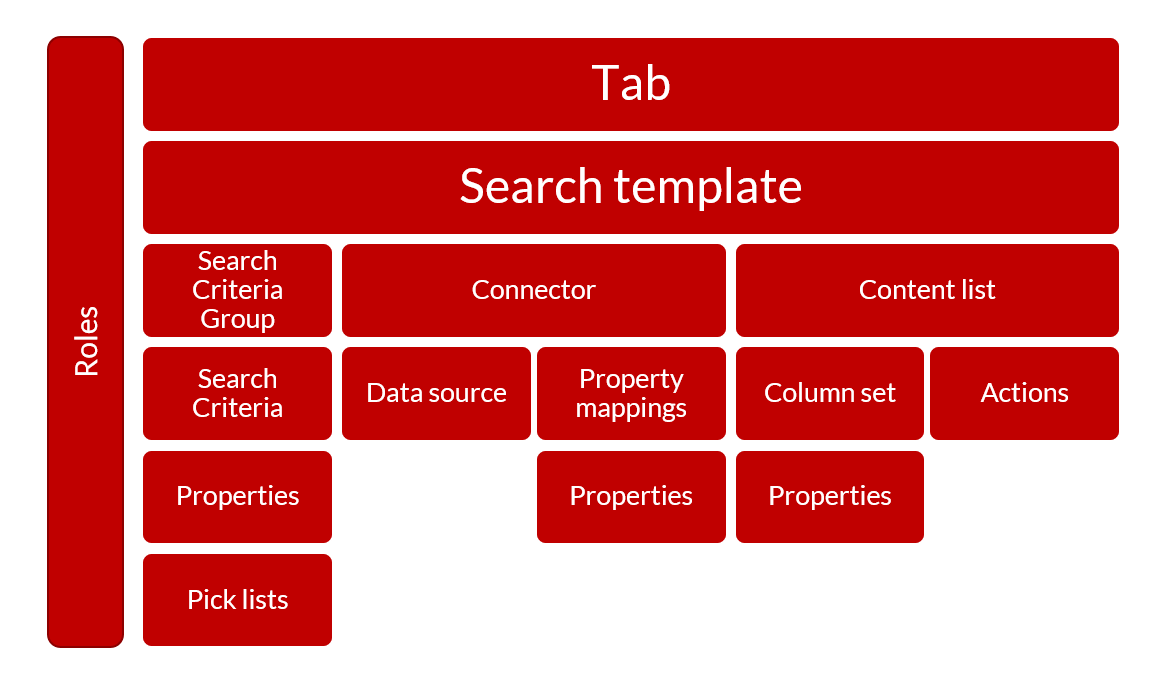 Roles
Tab
Search template
Search
Criteria
Group
Connector
Content list
Search
Criteria
Data source
Property
mappings
Column set
Actions
Properties
Properties
Properties
Pick lists